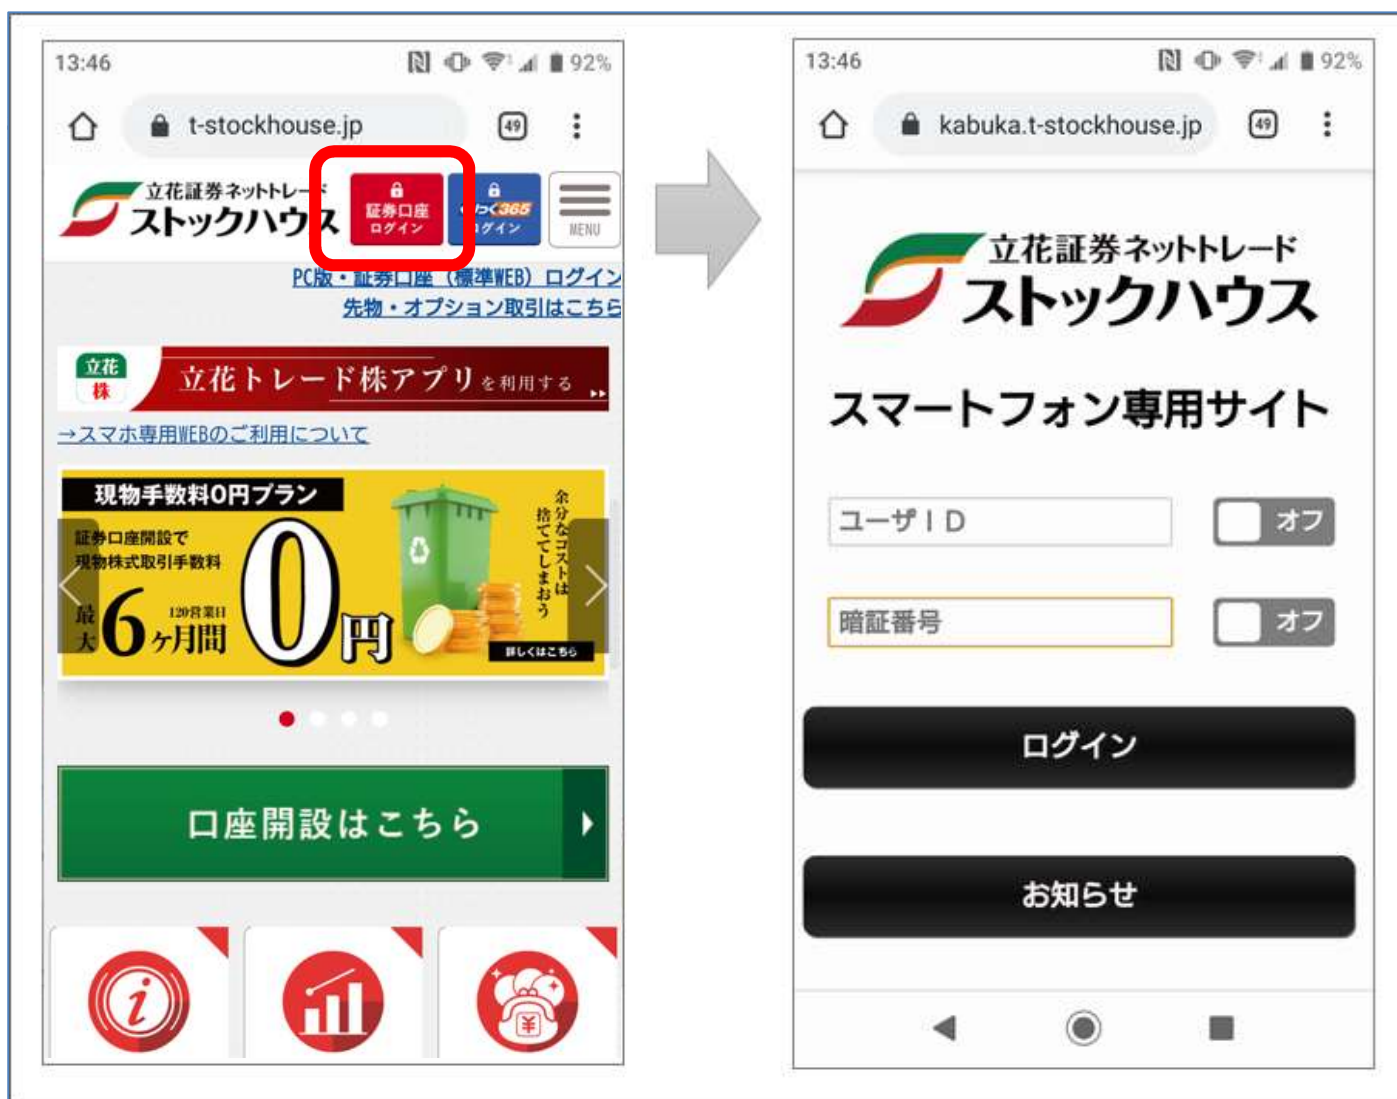 13:46
92%
t-stockhouse.jp
49
立花証券ネットトレード
ストックハウス
証券口座
ログイン
くりっく365
ログイン
MENU
PC版・証券口座（標準WEB）ログイン
先物・オプション取引はこちら
立花
株
立花トレード株アプリを利用する
→スマホ専用WEBのご利用について
現物手数料0円プラン
証券口座開設で
現物株式取引手数料
最大6ヶ月間
120営業日
0円
余分なコストは
捨ててしまおう
詳しくはこちら
口座開設はこちら
i
¥
13:46
92%
kabuka.t-stockhouse.jp
49
立花証券ネットトレード
ストックハウス
スマートフォン専用サイト
ユーザＩＤ
オフ
暗証番号
オフ
ログイン
お知らせ